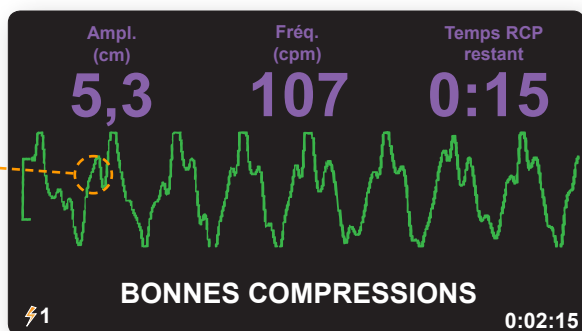 Ampl. Fréq. Temps RCP
(cm) (cpm) restant
5,3 107 0:15
BONNES COMPRESSIONS
1 0:02:15